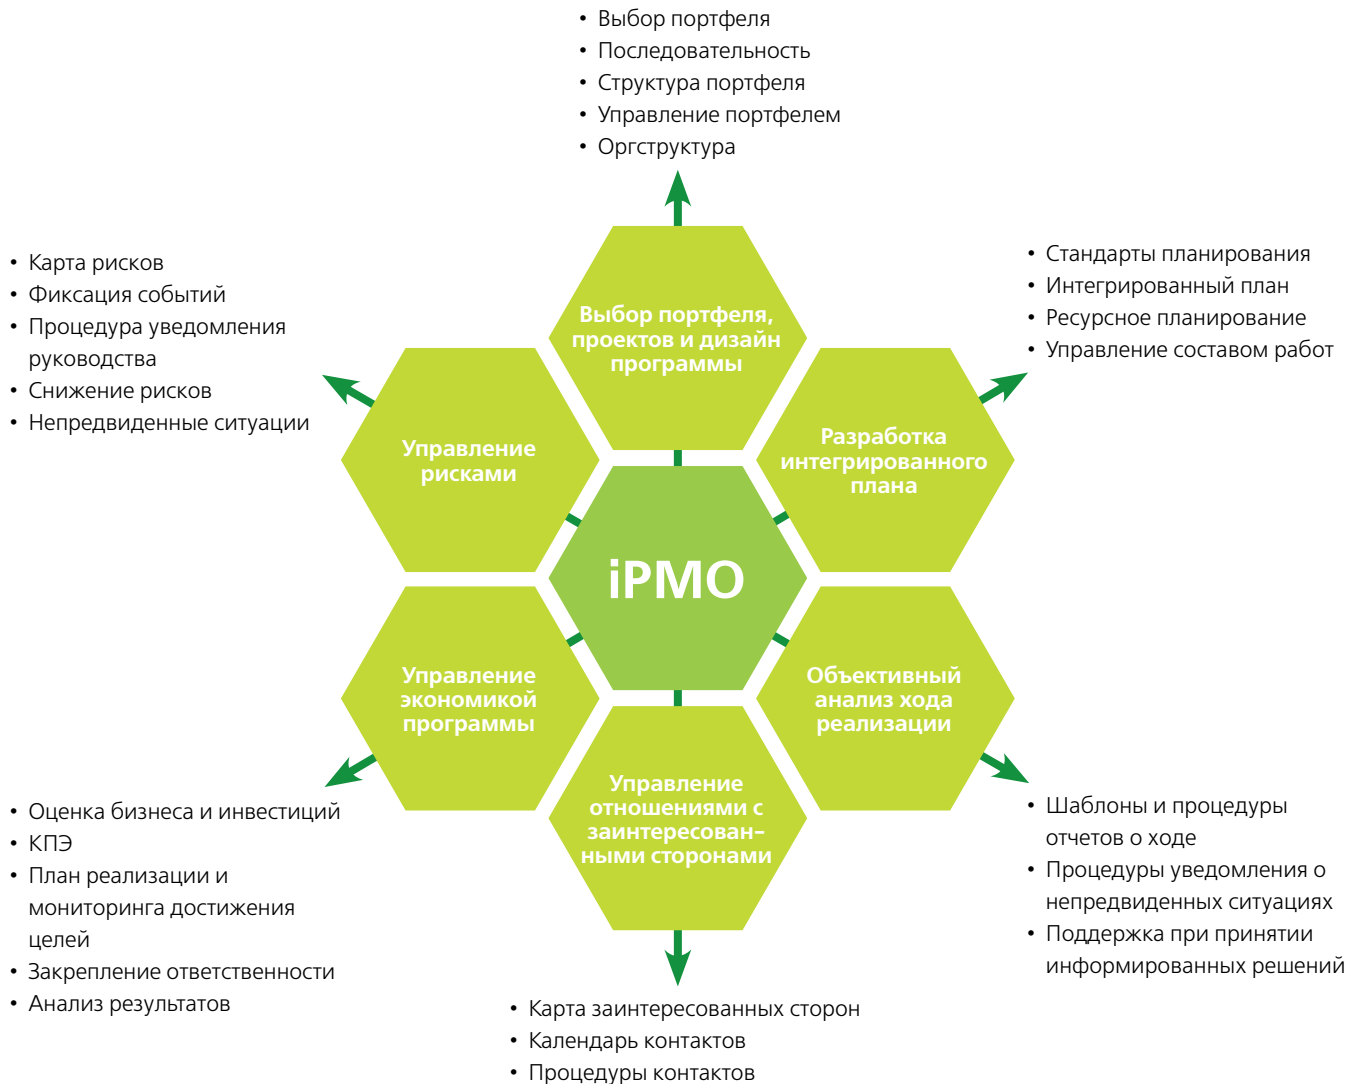 • Выбор портфеля
• Последовательность
• Структура портфеля
• Управление портфелем
• Оргструктура
• Карта рисков
• Фиксация событий
• Процедура уведомления
руководства
• Снижение рисков
• Непредвиденные ситуации
• Стандарты планирования
• Интегрированный план
• Ресурсное планирование
• Управление составом работ
Выбор портфеля,
проектов и дизайн
программы
Управление
рисками
Разработка
интегрированного
плана
iPMO
Управление
экономикой
программы
Объективный
анализ хода
реализации
Управление
отношениями с
заинтересован-
ными сторонами
• Оценка бизнеса и инвестиций
• КПЭ
• План реализации и
мониторинга достижения
целей
• Закрепление ответственности
• Анализ результатов
• Шаблоны и процедуры
отчетов о ходе
• Процедуры уведомления о
непредвиденных ситуациях
• Поддержка при принятии
информированных решений
• Карта заинтересованных сторон
• Календарь контактов
• Процедуры контактов